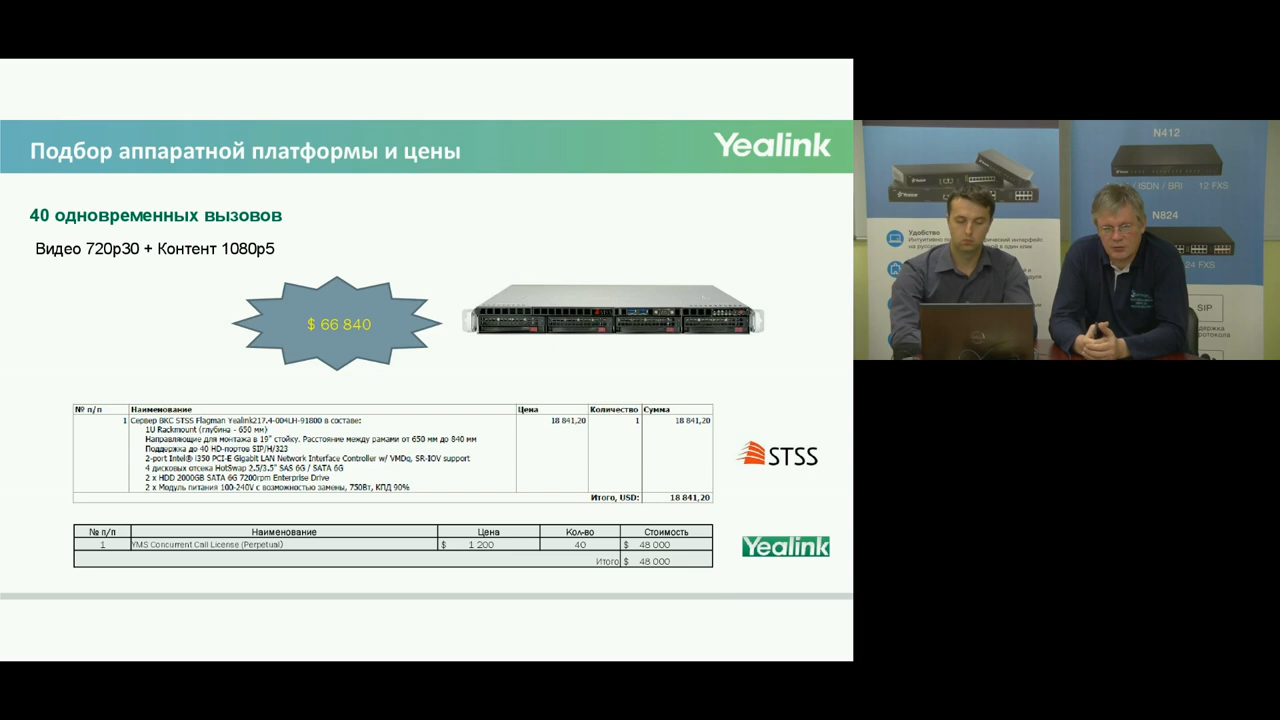 Подбор аппаратной платформы и цены
Yealink
40 одновременных вызовов
Видео 720p30 + Контент 1080p5
$ 66 840
№ п/п Наименование Цена Количество Сумма
1 Сервер ВКС STSS Flagman Yealink217.4-004LH-91800 в составе: 18 841,20 1 18 841,20
1U Rackmount (глубина - 650 мм)
Направляющие для монтажа в 19" стойку. Расстояние между рамами от 650 мм до 840 мм
Поддержка до 40 HD-портов SIP/H/323
2-port Intel® i350 PCI-E Gigabit LAN Network Interface Controller w/ VMDq, SR-IOV support
4 дисковых отсека HotSwap 2.5/3.5" SAS 6G / SATA 6G
2 x HDD 2000GB SATA 6G 7200rpm Enterprise Drive
2 x Модуль питания 100-240V с возможностью замены, 750Вт, КПД 90%
Итого, USD: 18 841,20
STSS
№ п/п Наименование Цена Кол-во Стоимость
1 YMS Concurrent Call License (Perpetual) $ 1 200 40 $ 48 000
Итого $ 48 000
Yealink
N412
/ ISDN / BRI 12 FXS
N824
24 FXS
SIP
Удобство